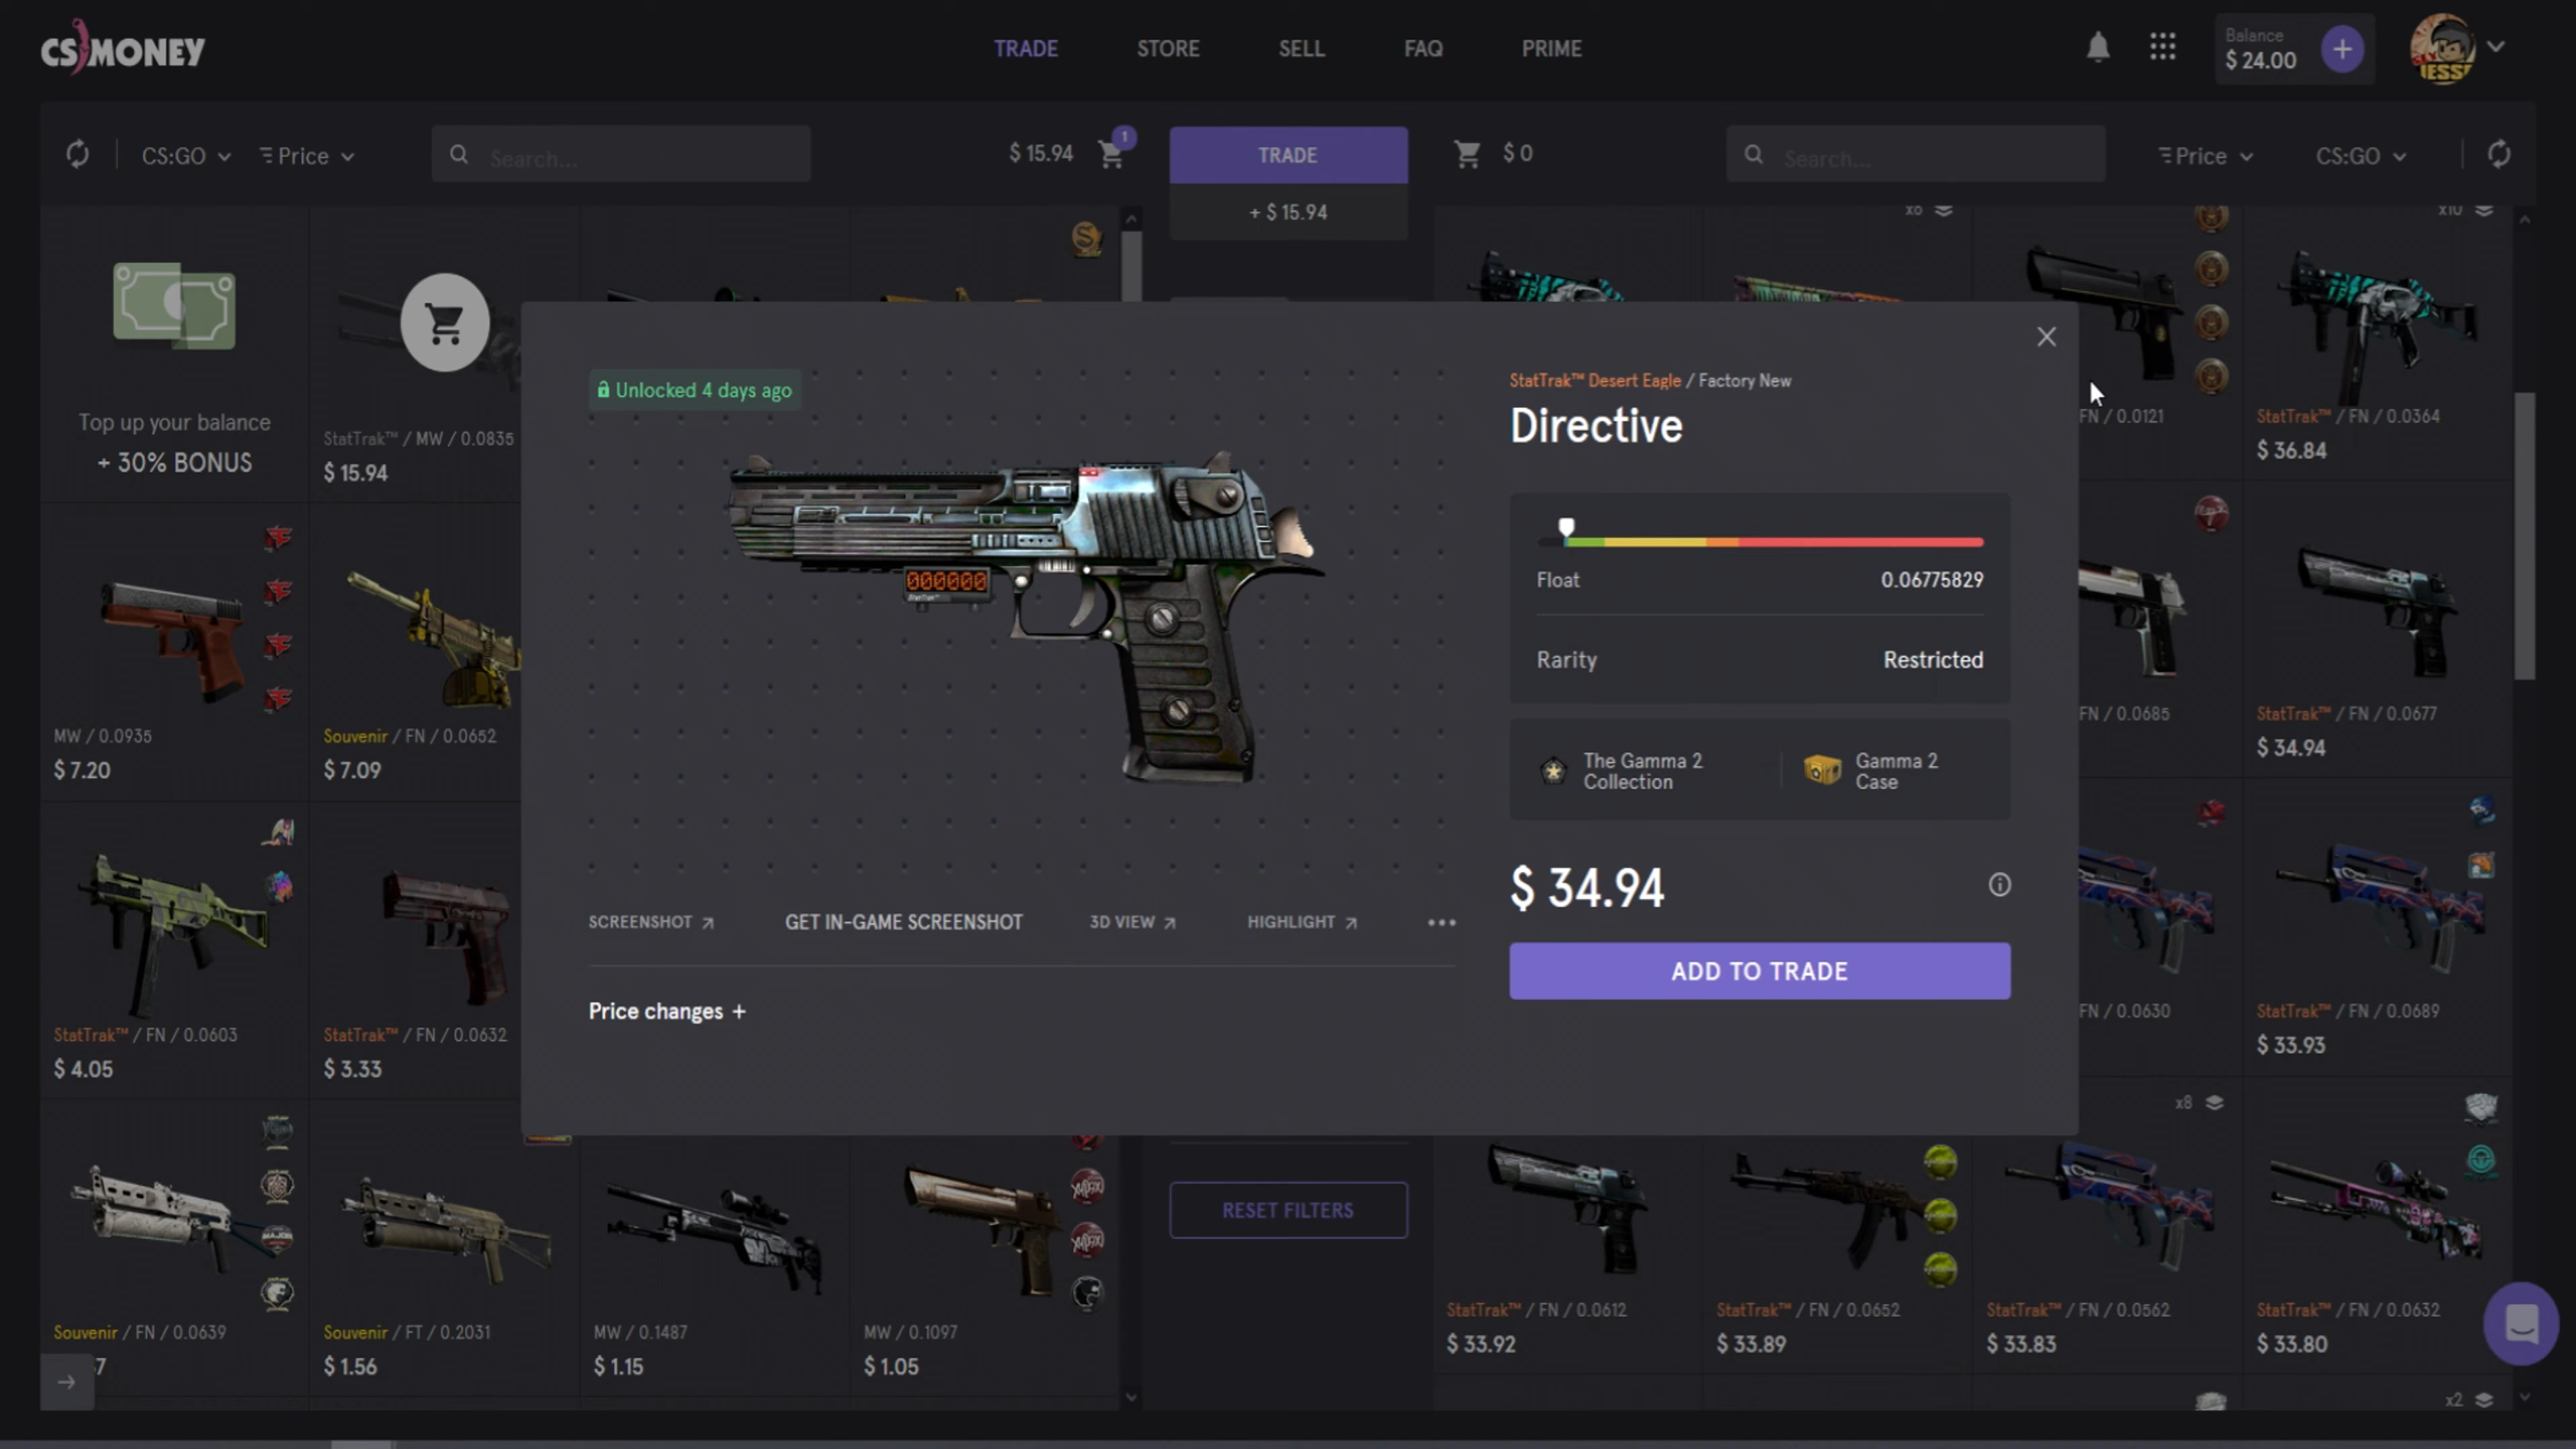 CS MONEY
TRADE
STORE
SELL
FAQ
PRIME
Balance
$ 24.00
CS:GO
Price
Search...
$ 15.94
1
TRADE
+ $ 15.94
$ 0
Search...
Price
CS:GO
Top up your balance
+ 30% BONUS
StatTrak™ / MW / 0.0835
$ 15.94
x10
FN / 0.0121
StatTrak™ / FN / 0.0364
$ 36.84
Unlocked 4 days ago
000000
StatTrak™ Desert Eagle / Factory New
Directive
Float
0.06775829
Rarity
Restricted
The Gamma 2
Collection
Gamma 2
Case
$ 34.94
ADD TO TRADE
SCREENSHOT
GET IN-GAME SCREENSHOT
3D VIEW
HIGHLIGHT
Price changes +
MW / 0.0935
$ 7.20
Souvenir / FN / 0.0652
$ 7.09
FN / 0.0685
StatTrak™ / FN / 0.0677
$ 34.94
StatTrak™ / FN / 0.0603
$ 4.05
StatTrak™ / FN / 0.0632
$ 3.33
FN / 0.0630
StatTrak™ / FN / 0.0689
$ 33.93
x8
Souvenir / FN / 0.0639
7
Souvenir / FT / 0.2031
$ 1.56
MW / 0.1487
$ 1.15
MW / 0.1097
$ 1.05
RESET FILTERS
StatTrak™ / FN / 0.0612
$ 33.92
StatTrak™ / FN / 0.0652
$ 33.89
StatTrak™ / FN / 0.0562
$ 33.83
StatTrak™ / FN / 0.0632
$ 33.80
x2